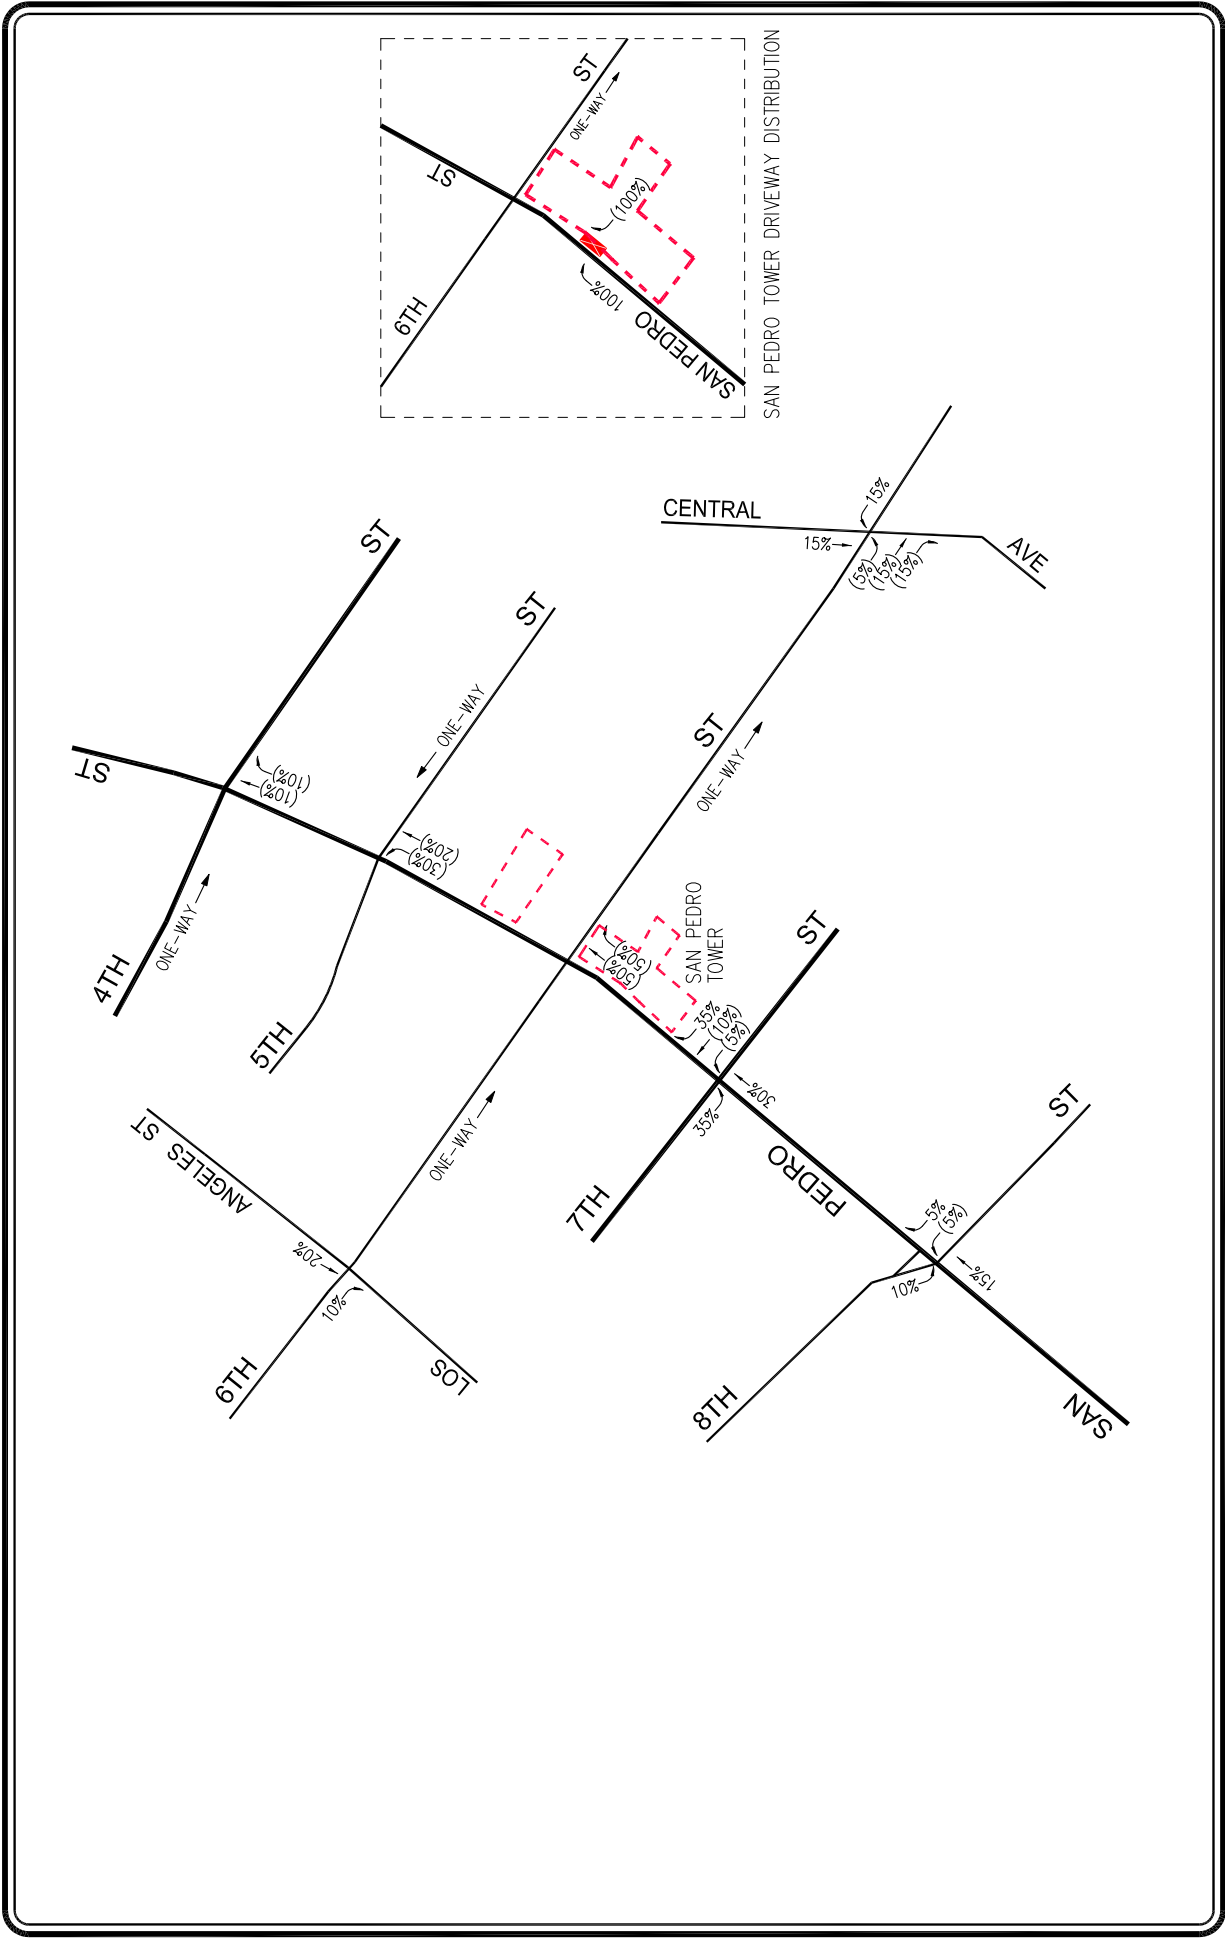 ST
ONE-WAY
ST
(100%)
6TH
100%
SAN PEDRO
SAN PEDRO TOWER DRIVEWAY DISTRIBUTION
CENTRAL
15%
15%
(5%)
(15%)
(15%)
AVE
ST
ST
ST
(10%)
(10%)
ONE-WAY
4TH
ONE-WAY
ST
(20%)
(30%)
5TH
ST
ONE-WAY
SAN PEDRO
TOWER
(50%)
(50%)
ST
35%
(10%)
(5%)
35%
30%
7TH
ONE-WAY
ANGELES ST
20%
10%
6TH
LOS
PEDRO
ST
5%
(5%)
10%
15%
8TH
SAN